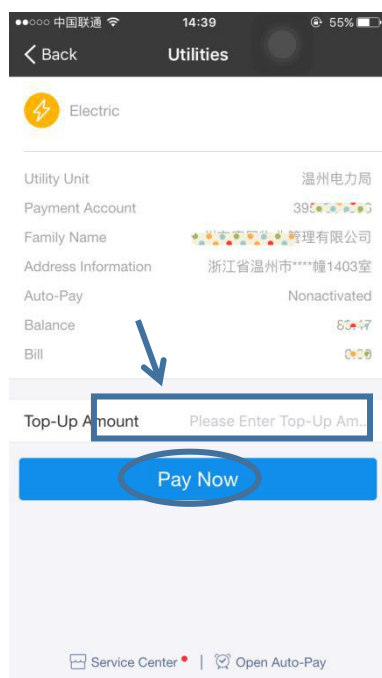 中国联通 14:39 55%
Back Utilities
Electric
Utility Unit 温州电力局
Payment Account 395
Family Name 管理有限公司
Address Information 浙江省温州市****幢1403室
Auto-Pay Nonactivated
Balance
Bill
Top-Up Amount Please Enter Top-Up Am...
Pay Now
Service Center | Open Auto-Pay